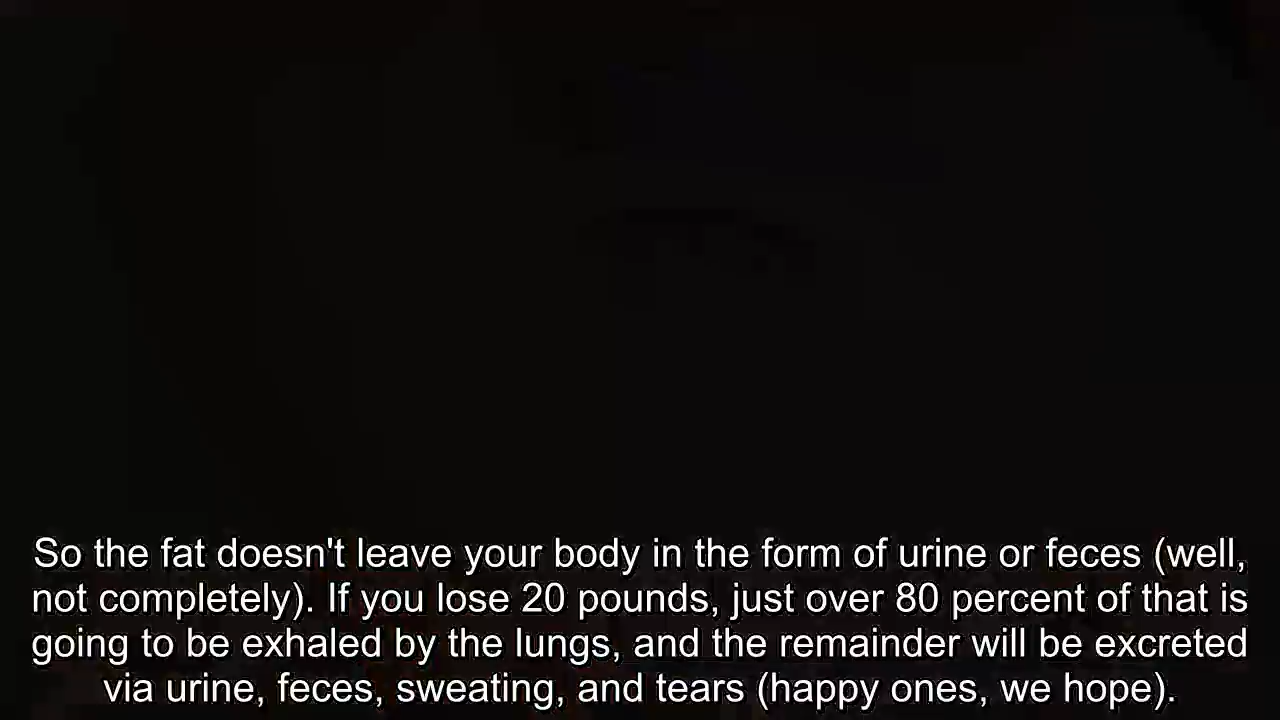 So the fat doesn't leave your body in the form of urine or feces (well,
not completely). If you lose 20 pounds, just over 80 percent of that is
going to be exhaled by the lungs, and the remainder will be excreted
via urine, feces, sweating, and tears (happy ones, we hope).